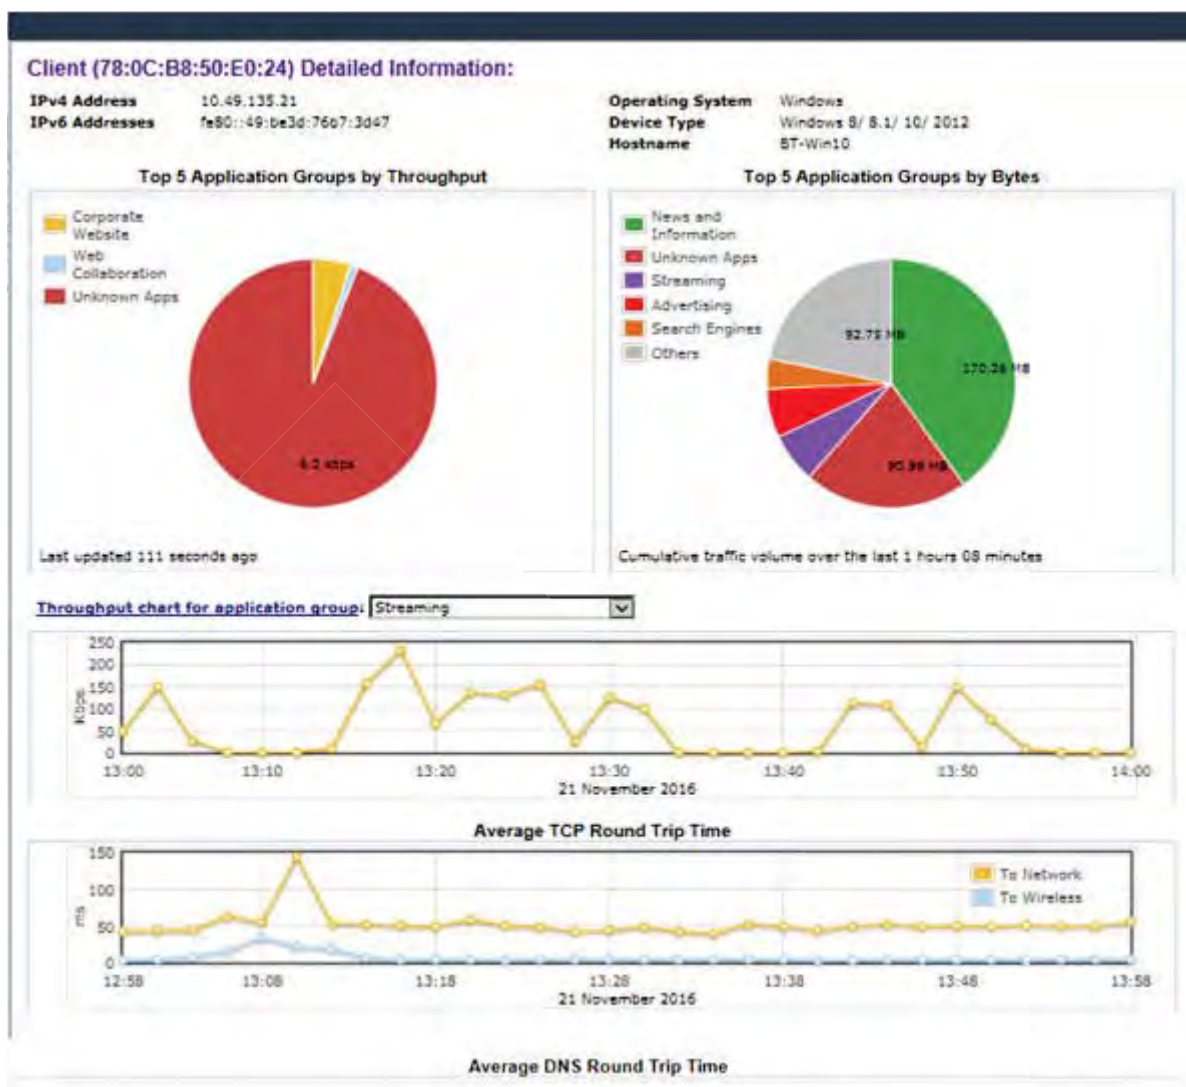 Client (78:0C:B8:50:E0:24) Detailed Information:
IPv4 Address 10.49.135.21
IPv6 Addresses fe80::49:be3d:76b7:3d47
Operating System Windows
Device Type Windows 8/ 8.1/ 10/ 2012
Hostname BT-Win10
Top 5 Application Groups by Throughput
Corporate
Website
Web
Collaboration
Unknown Apps
Kbps
Last updated 111 seconds ago
Top 5 Application Groups by Bytes
News and
Information
Unknown Apps
Streaming
Advertising
Search Engines
Others
92.75 MB
170.26 MB
90.98 MB
Cumulative traffic volume over the last 1 hours 08 minutes
Throughput chart for application group: Streaming
250
200
150
100
50
0
Kbps
13:00 13:10 13:20 13:30 13:40 13:50 14:00
21 November 2016
Average TCP Round Trip Time
150
100
50
0
ms
To Network
To Wireless
12:58 13:08 13:18 13:28 13:38 13:48 13:58
21 November 2016
Average DNS Round Trip Time